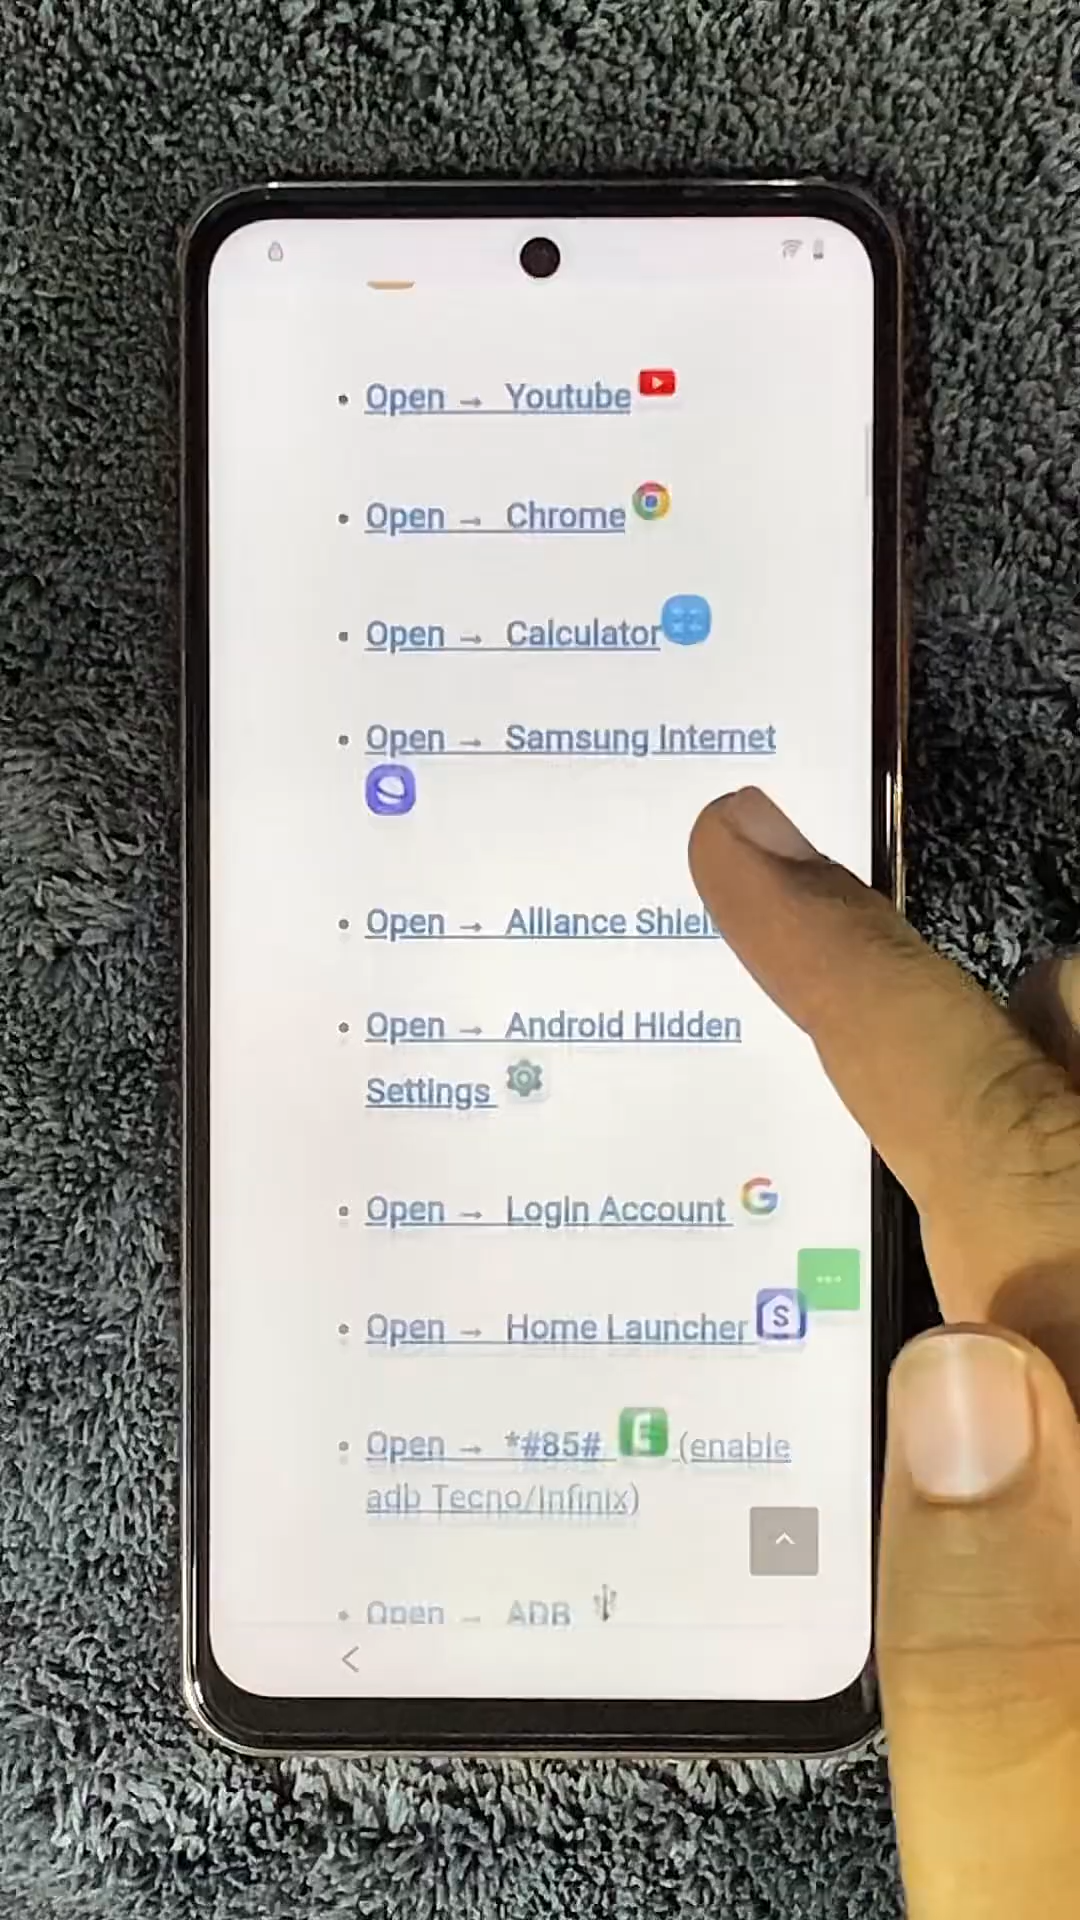 Open → Youtube
Open → Chrome
Open → Calculator
Open → Samsung Internet
Open → Alliance
Open → Android Hidden
Settings
Open → Login Account
Open → Home Launcher
Open → *#85# (enable
adb Tecno/Infinix)
Open → ADB